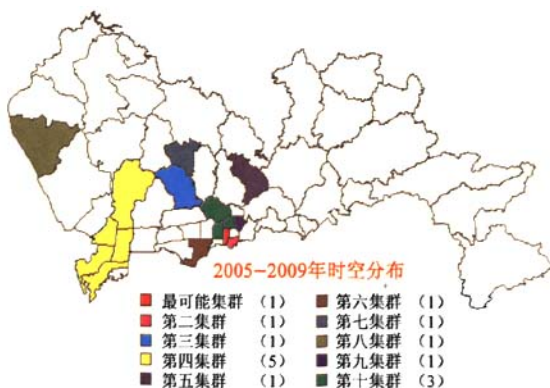 2005-2009年时空分布
最可能集群 (1) 第六集群 (1)
第二集群 (1) 第七集群 (1)
第三集群 (1) 第八集群 (1)
第四集群 (5) 第九集群 (1)
第五集群 (1) 第十集群 (3)